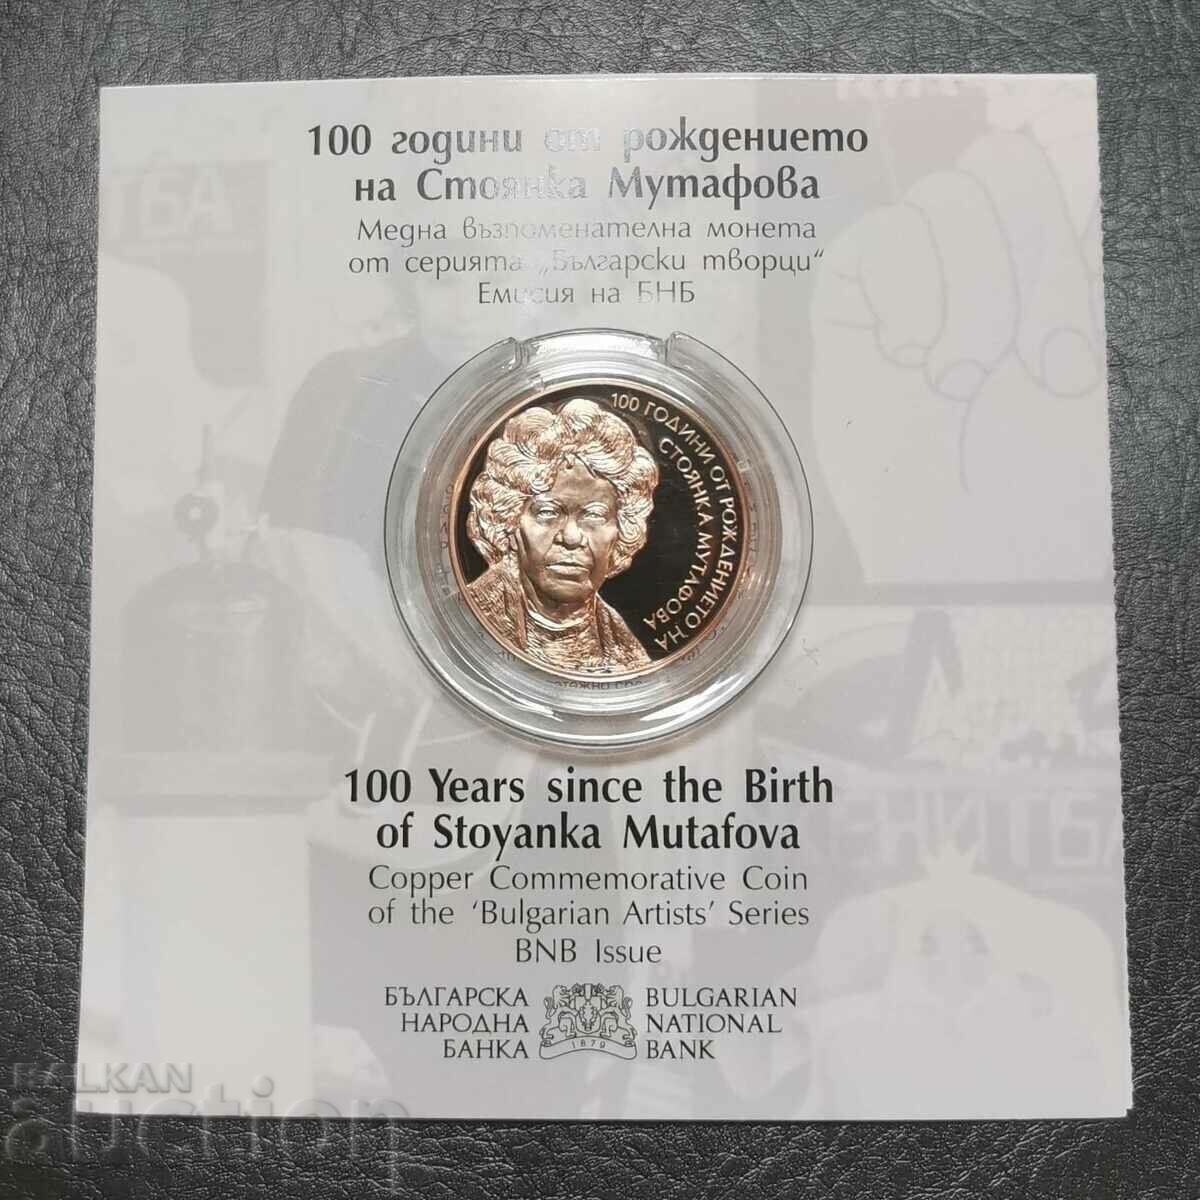 100 години от рождението
на Стоянка Мутафова
Медна възпоменателна монета
от серията „Български творци“
Емисия на БНБ
100 ГОДИНИ ОТ РОЖДЕНИЕТО НА
СТОЯНКА МУТАФОВА
100 Years since the Birth
of Stoyanka Mutafova
Copper Commemorative Coin
of the ‘Bulgarian Artists’ Series
BNB Issue
БЪЛГАРСКА
НАРОДНА
БАНКА
1879
BULGARIAN
NATIONAL
BANK
BALKAN
auction